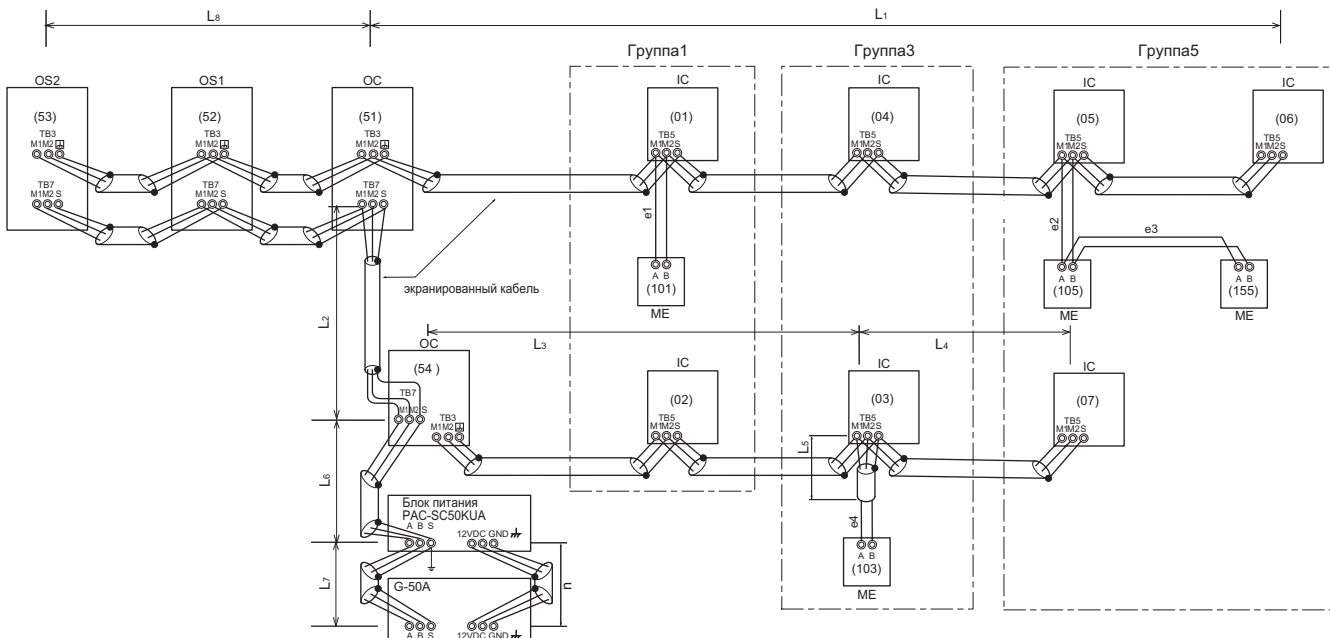 L8
L1
Группа1
Группа3
Группа5
OS2
OS1
OC
IC
IC
IC
IC
(53)
(52)
(51)
(01)
(04)
(05)
(06)
TB3
TB3
TB3
TB5
TB5
TB5
TB5
M1M2
M1M2
M1M2
M1M2S
M1M2S
M1M2S
M1M2S
TB7
TB7
TB7
M1M2 S
M1M2 S
M1M2 S
e1
e2
e3
A B
A B
A B
(101)
(105)
(155)
ME
ME
ME
экранированный кабель
L2
L3
L4
OC
IC
IC
IC
(54 )
(02)
(03)
(07)
TB7
TB5
TB5
TB5
M1M2 S
M1M2S
M1M2S
M1M2S
TB3
M1M2
L5
L6
e4
Блок питания
PAC-SC50KUA
A B S
12VDC GND
A B
(103)
ME
L7
n
G-50A
A B S
12VDC GND